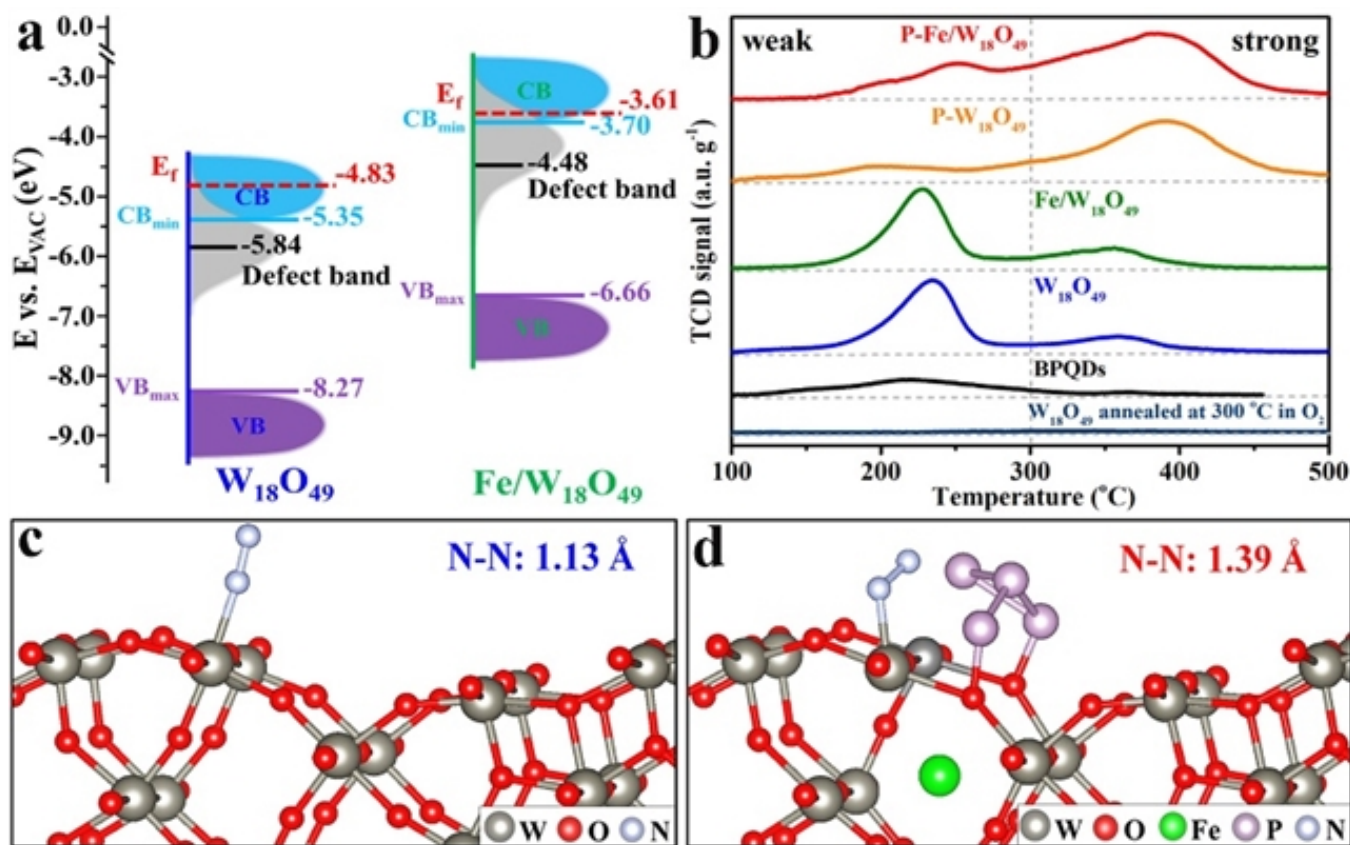 a
E vs. E_VAC (eV)
0.0
-3.0
-4.0
-5.0
-6.0
-7.0
-8.0
-9.0
E_f
-4.83
CB
CB_min
-5.35
-5.84
Defect band
VB_max
-8.27
VB
W18O49
CB
E_f
-3.61
CB_min
-3.70
-4.48
Defect band
VB_max
-6.66
VB
Fe/W18O49
b
weak
strong
TCD signal (a.u. g-1)
P-Fe/W18O49
P-W18O49
Fe/W18O49
W18O49
BPQDs
W18O49 annealed at 300 °C in O2
100 200 300 400 500
Temperature (°C)
c
N-N: 1.13 Å
W O N
d
N-N: 1.39 Å
W O Fe P N